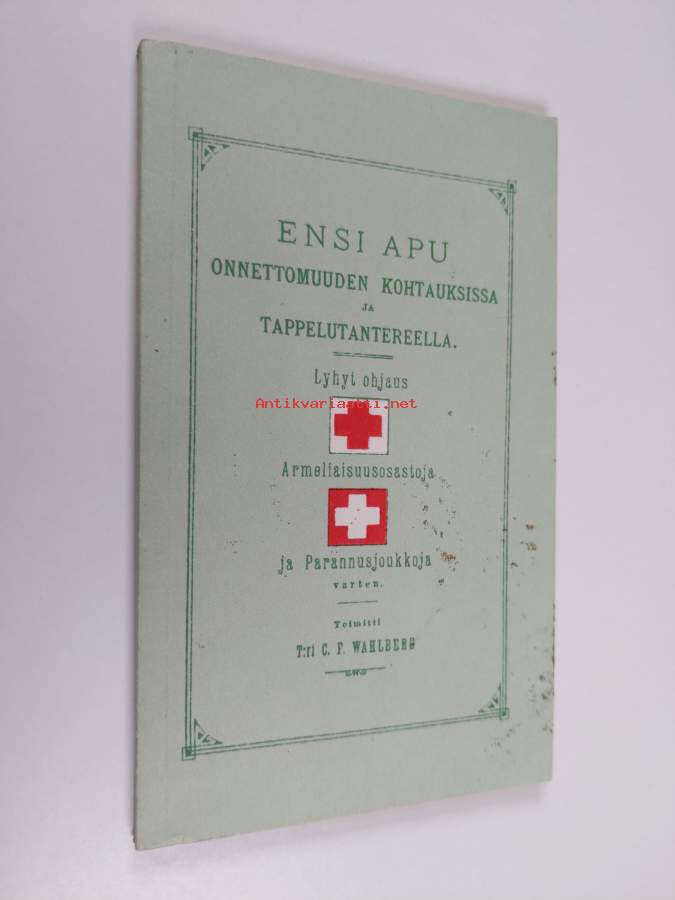 ENSI APU
ONNETTOMUUDEN KOHTAUKSISSA
JA
TAPPELUTANTEREELLA.
Lyhyt ohjaus
Antikvariaatti.net
Armeliaisuusosastoja
ja Parannusjoukkoja
varten.
Toimitti
T:ri C. F. WAHLBERG